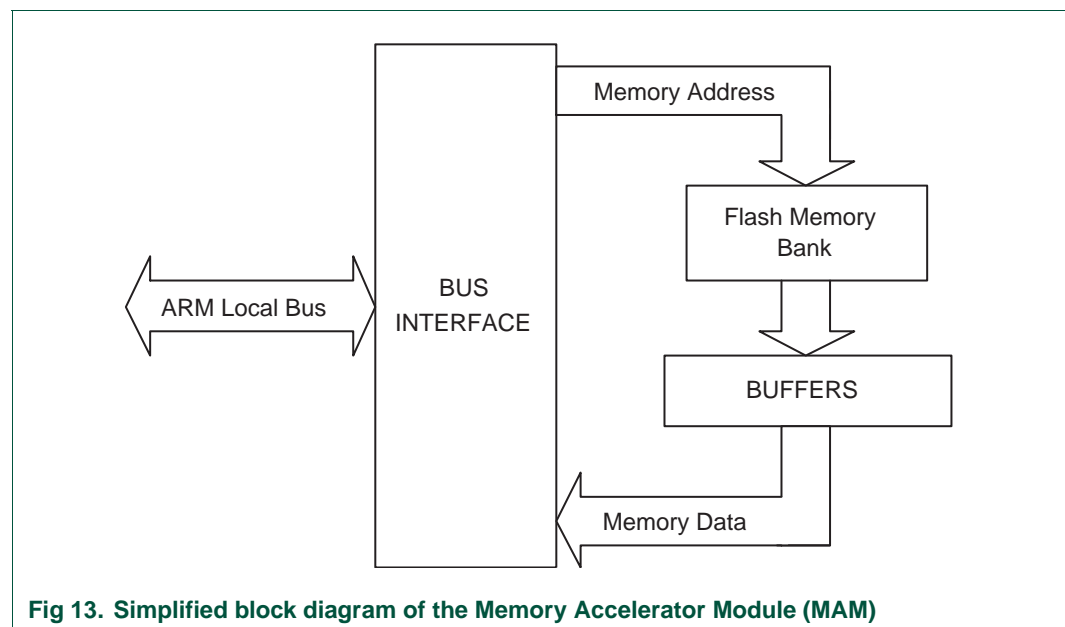 Memory Address
Flash Memory
Bank
ARM Local Bus
BUS
INTERFACE
BUFFERS
Memory Data
Fig 13. Simplified block diagram of the Memory Accelerator Module (MAM)